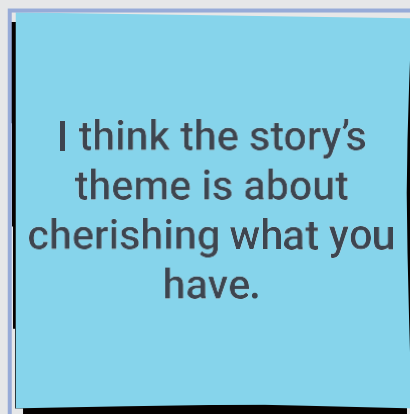 I think the story’s
theme is about
cherishing what you
have.